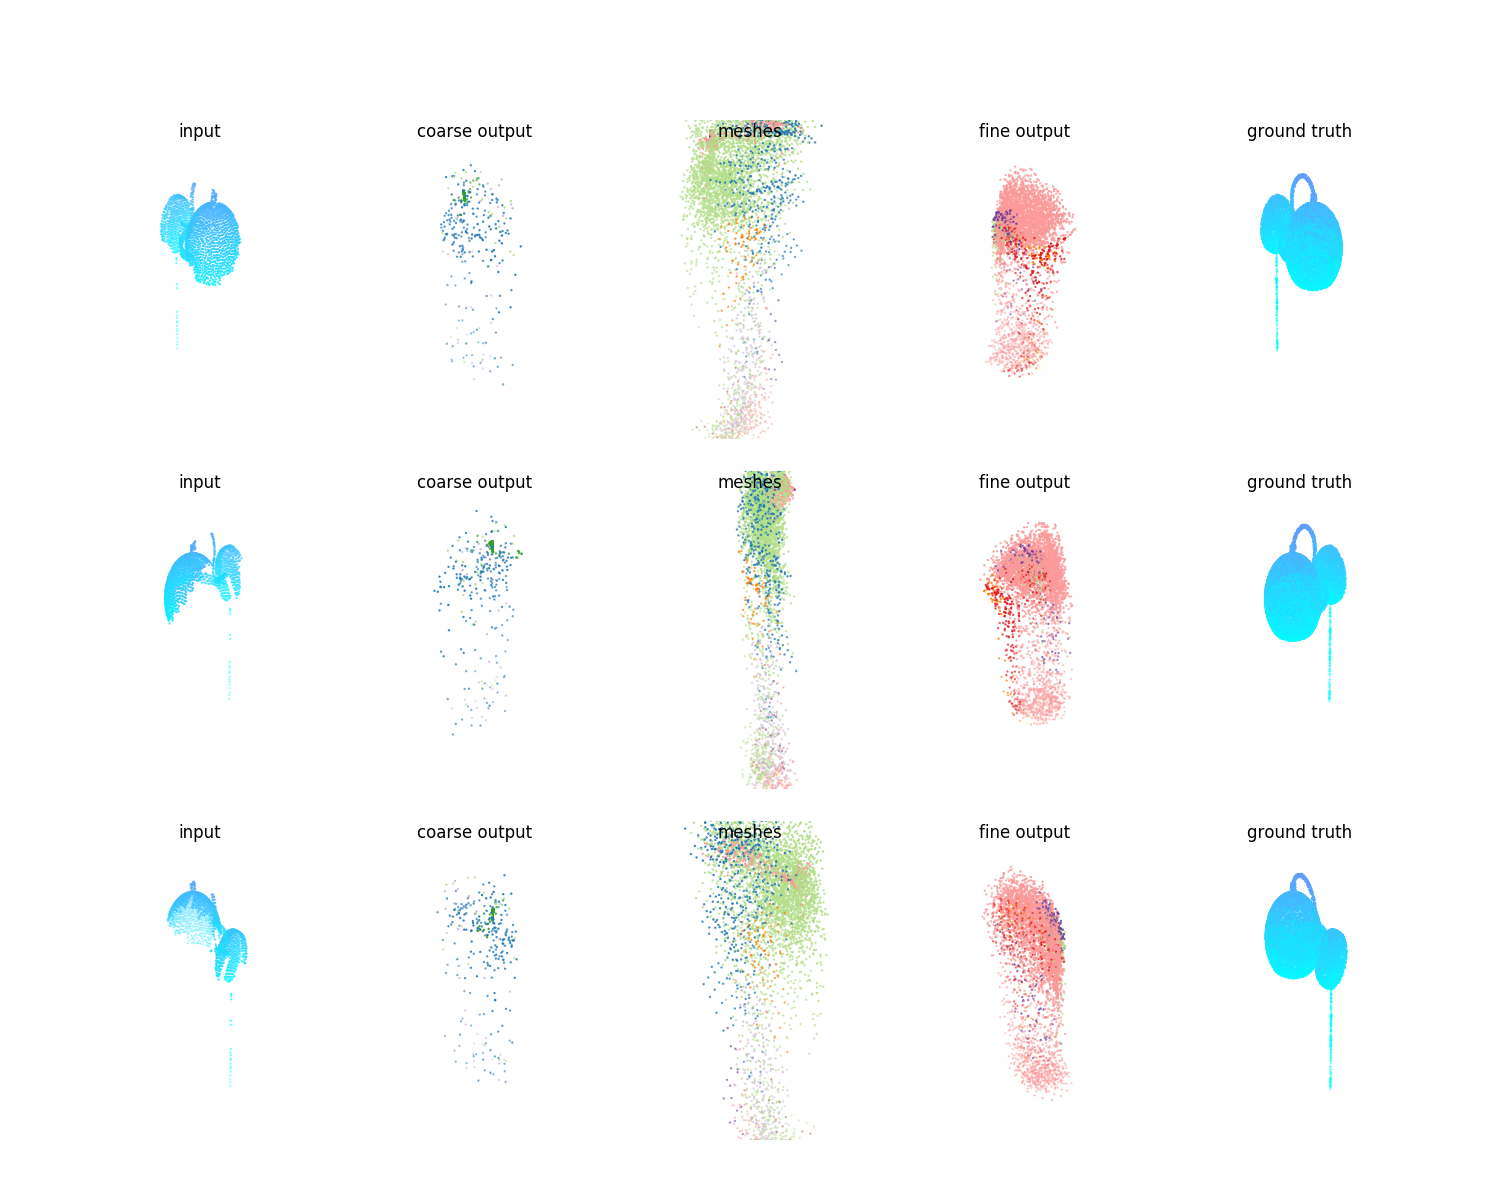 input
coarse output
meshes
fine output
ground truth
input
coarse output
meshes
fine output
ground truth
input
coarse output
meshes
fine output
ground truth